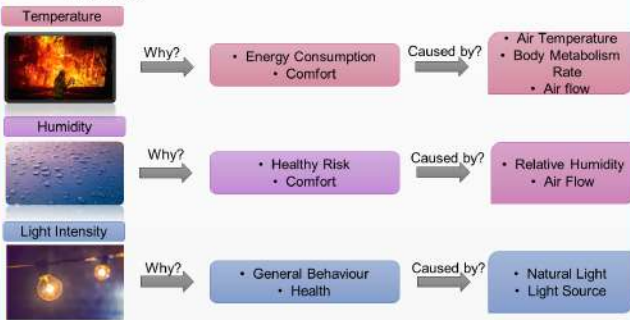 Temperature
Why?
• Energy Consumption
• Comfort
Caused by?
• Air Temperature
• Body Metabolism
Rate
• Air flow
Humidity
Why?
• Healthy Risk
• Comfort
Caused by?
• Relative Humidity
• Air Flow
Light Intensity
Why?
• General Behaviour
• Health
Caused by?
• Natural Light
• Light Source